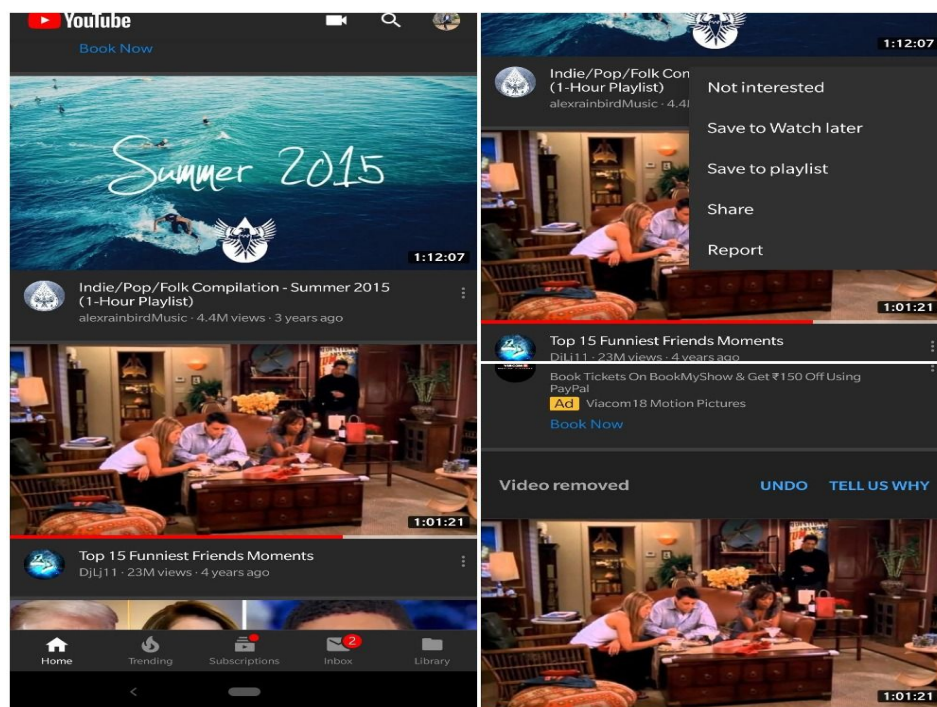 YouTube
Book Now
Summer 2015
1:12:07
Indie/Pop/Folk Compilation - Summer 2015
(1-Hour Playlist)
alexrainbirdMusic · 4.4M views · 3 years ago
1:01:21
Top 15 Funniest Friends Moments
DjLj11 · 23M views · 4 years ago
2
Home
Trending
Subscriptions
Inbox
Library
1:12:07
Indie/Pop/Folk Con
(1-Hour Playlist)
alexrainbirdMusic · 4.4
Not interested
Save to Watch later
Save to playlist
Share
Report
1:01:21
Top 15 Funniest Friends Moments
DjLj11 · 23M views · 4 years ago
Book Tickets On BookMyShow & Get ₹150 Off Using
PayPal
Ad Viacom18 Motion Pictures
Book Now
Video removed UNDO TELL US WHY
1:01:21